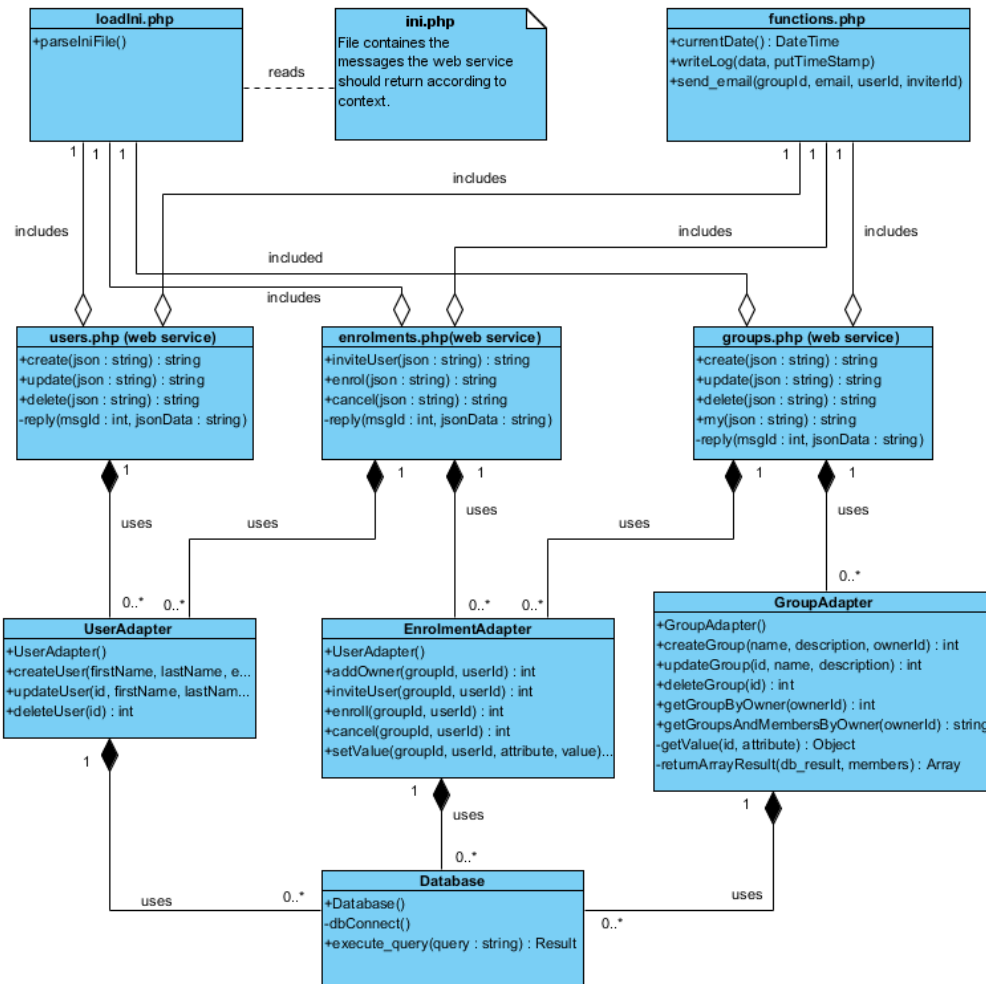 loadIni.php
+parseIniFile()
reads
ini.php
File containes the
messages the web service
should return according to
context.
functions.php
+currentDate() : DateTime
+writeLog(data, putTimeStamp)
+send_email(groupId, email, userId, inviterId)
1
1
1
1
1
1
includes
includes
includes
includes
included
includes
users.php (web service)
+create(json : string) : string
+update(json : string) : string
+delete(json : string) : string
-reply(msgId : int, jsonData : string)
enrolments.php(web service)
+inviteUser(json : string) : string
+enrol(json : string) : string
+cancel(json : string) : string
-reply(msgId : int, jsonData : string)
groups.php (web service)
+create(json : string) : string
+update(json : string) : string
+delete(json : string) : string
+my(json : string) : string
-reply(msgId : int, jsonData : string)
1
1
1
1
1
uses
uses
uses
uses
uses
0..*
0..*
0..*
0..*
0..*
UserAdapter
+UserAdapter()
+createUser(firstName, lastName, e...
+updateUser(id, firstName, lastNam...
+deleteUser(id) : int
EnrolmentAdapter
+UserAdapter()
+addOwner(groupId, userId) : int
+inviteUser(groupId, userId) : int
+enroll(groupId, userId) : int
+cancel(groupId, userId) : int
+setValue(groupId, userId, attribute, value)...
GroupAdapter
+GroupAdapter()
+createGroup(name, description, ownerId) : int
+updateGroup(id, name, description) : int
+deleteGroup(id) : int
+getGroupByOwner(ownerId) : int
+getGroupsAndMembersByOwner(ownerId) : string
-getValue(id, attribute) : Object
-returnArrayResult(db_result, members) : Array
1
1
1
uses
0..*
uses
0..*
uses
0..*
Database
+Database()
-dbConnect()
+execute_query(query : string) : Result